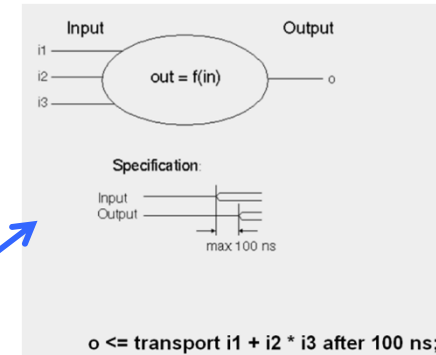 Input Output
i1
i2 out = f(in) o
i3
Specification:
Input
Output
max 100 ns
o <= transport i1 + i2 * i3 after 100 ns;